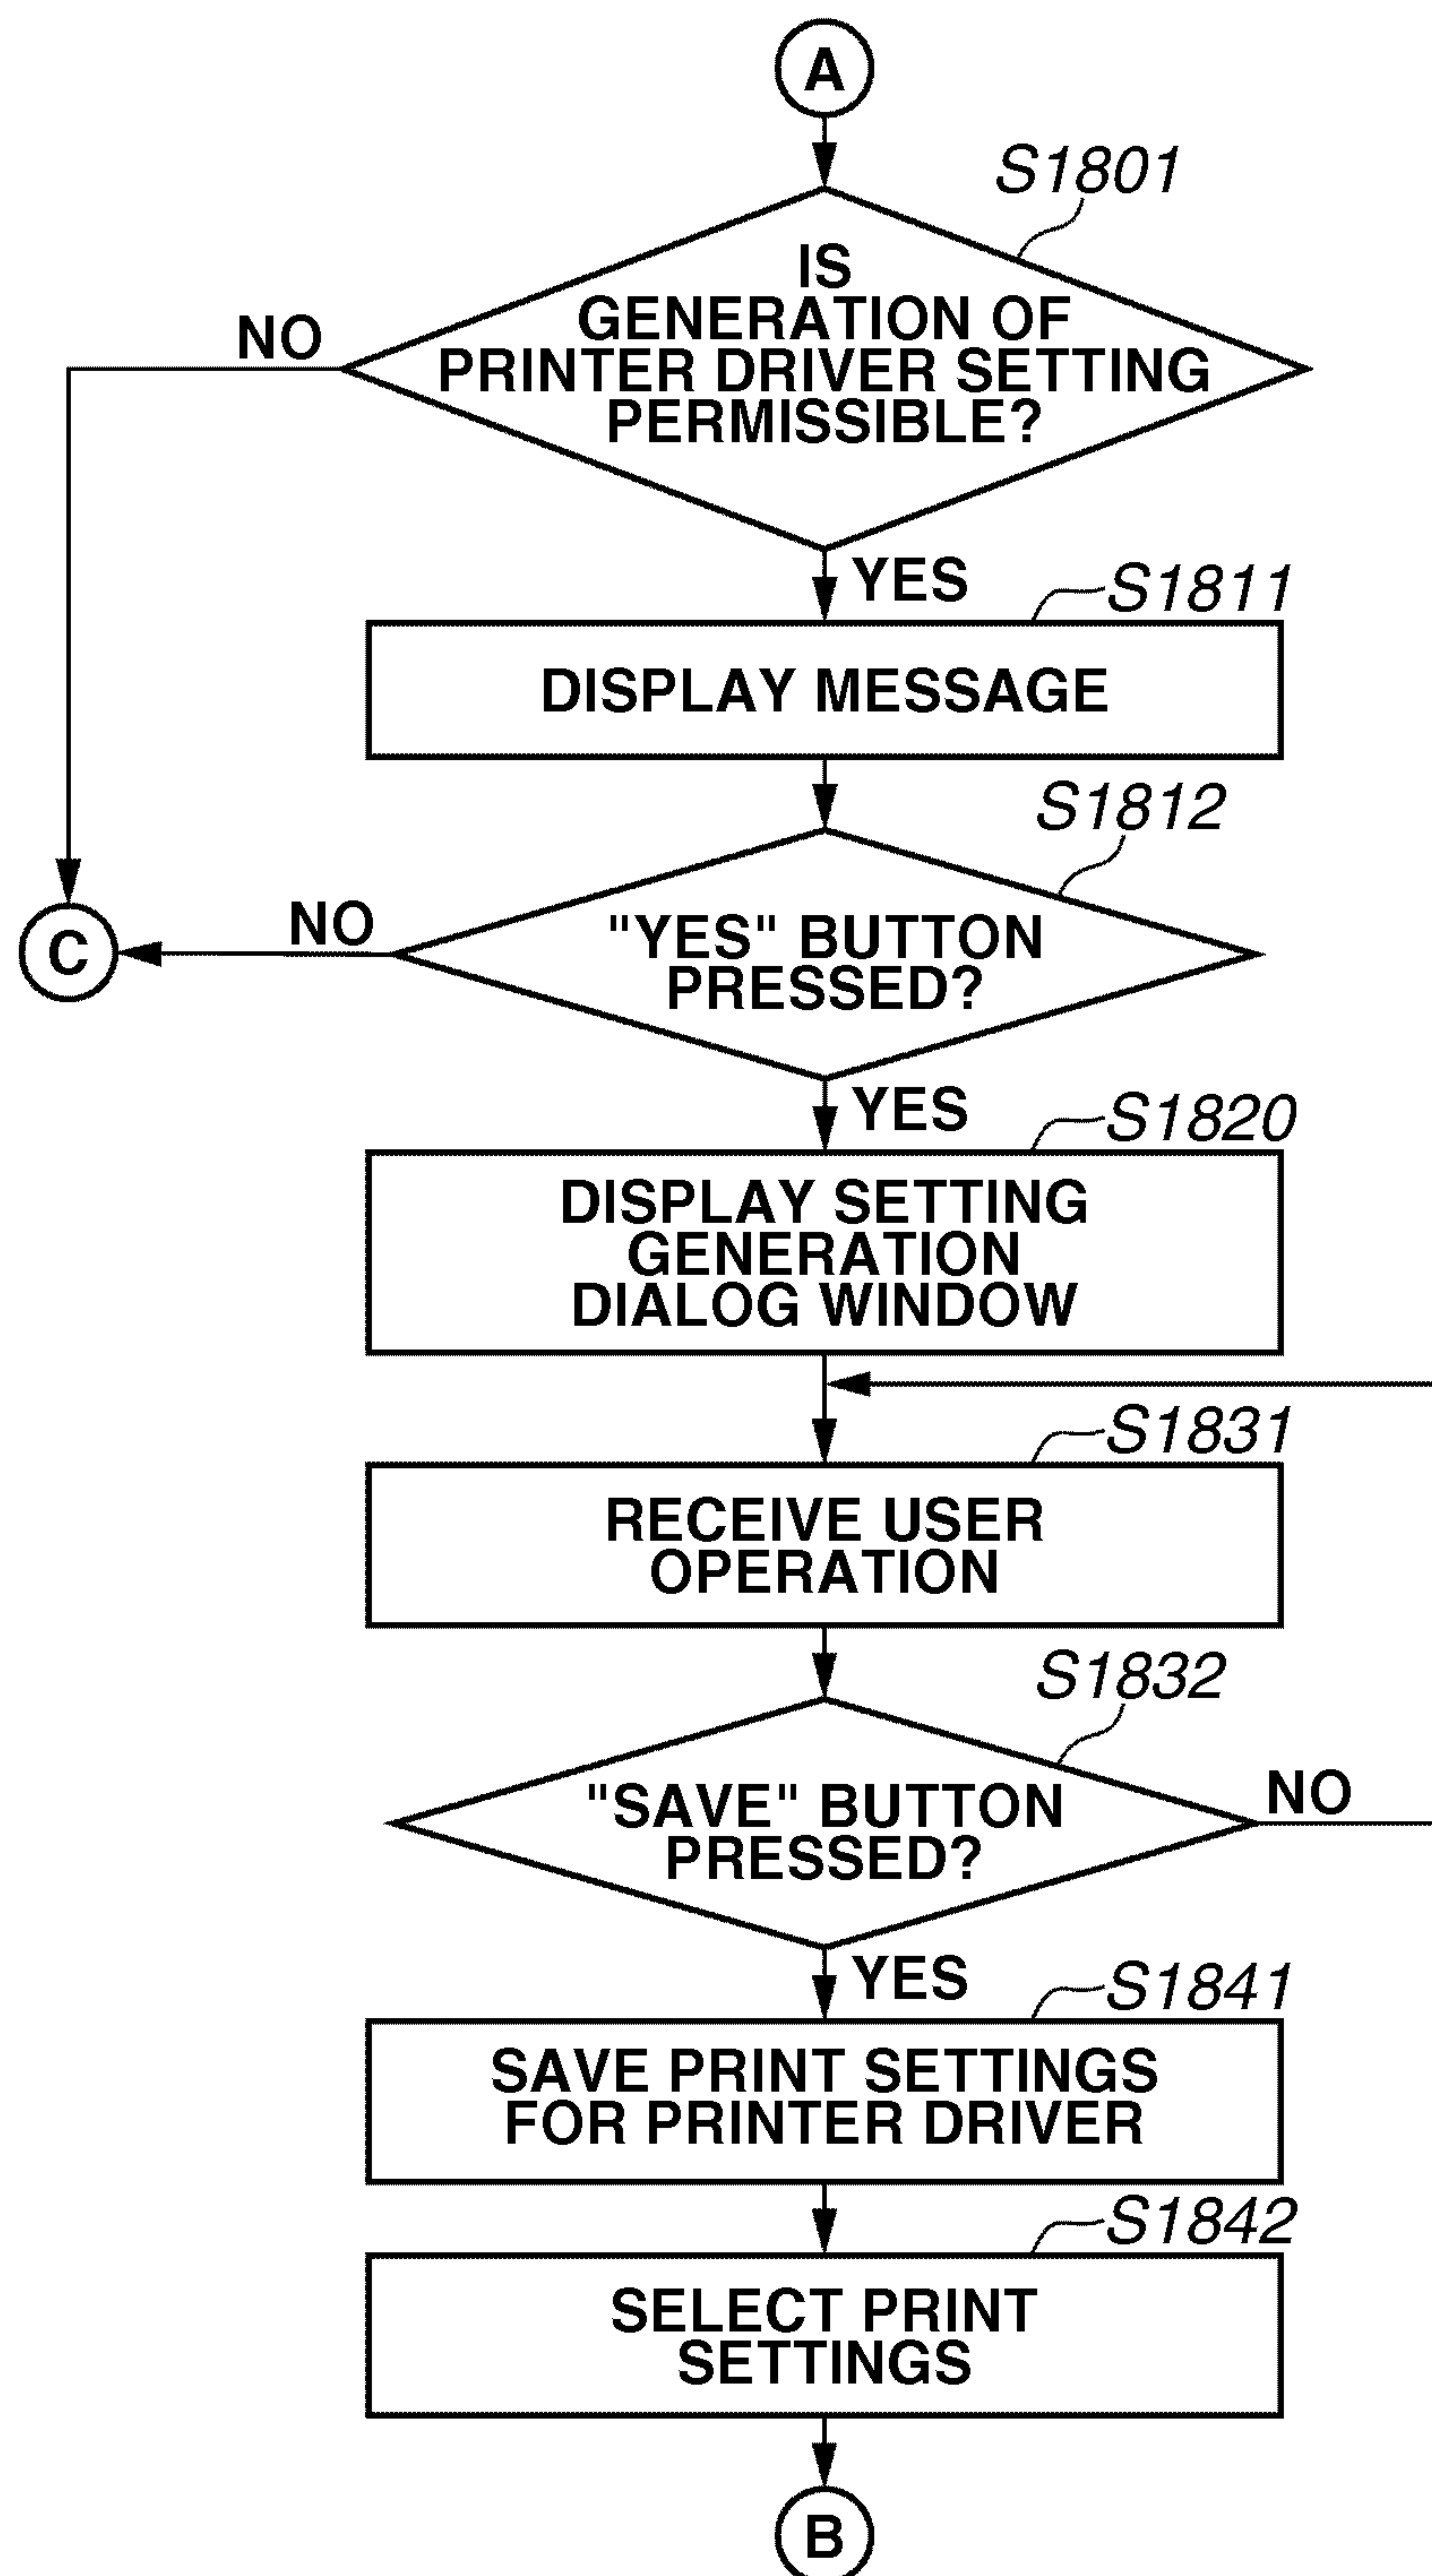 A
S1801
IS
GENERATION OF
PRINTER DRIVER SETTING
PERMISSIBLE?
NO
YES
S1811
DISPLAY MESSAGE
S1812
"YES" BUTTON
PRESSED?
NO
C
YES
S1820
DISPLAY SETTING
GENERATION
DIALOG WINDOW
S1831
RECEIVE USER
OPERATION
S1832
"SAVE" BUTTON
PRESSED?
NO
YES
S1841
SAVE PRINT SETTINGS
FOR PRINTER DRIVER
S1842
SELECT PRINT
SETTINGS
B